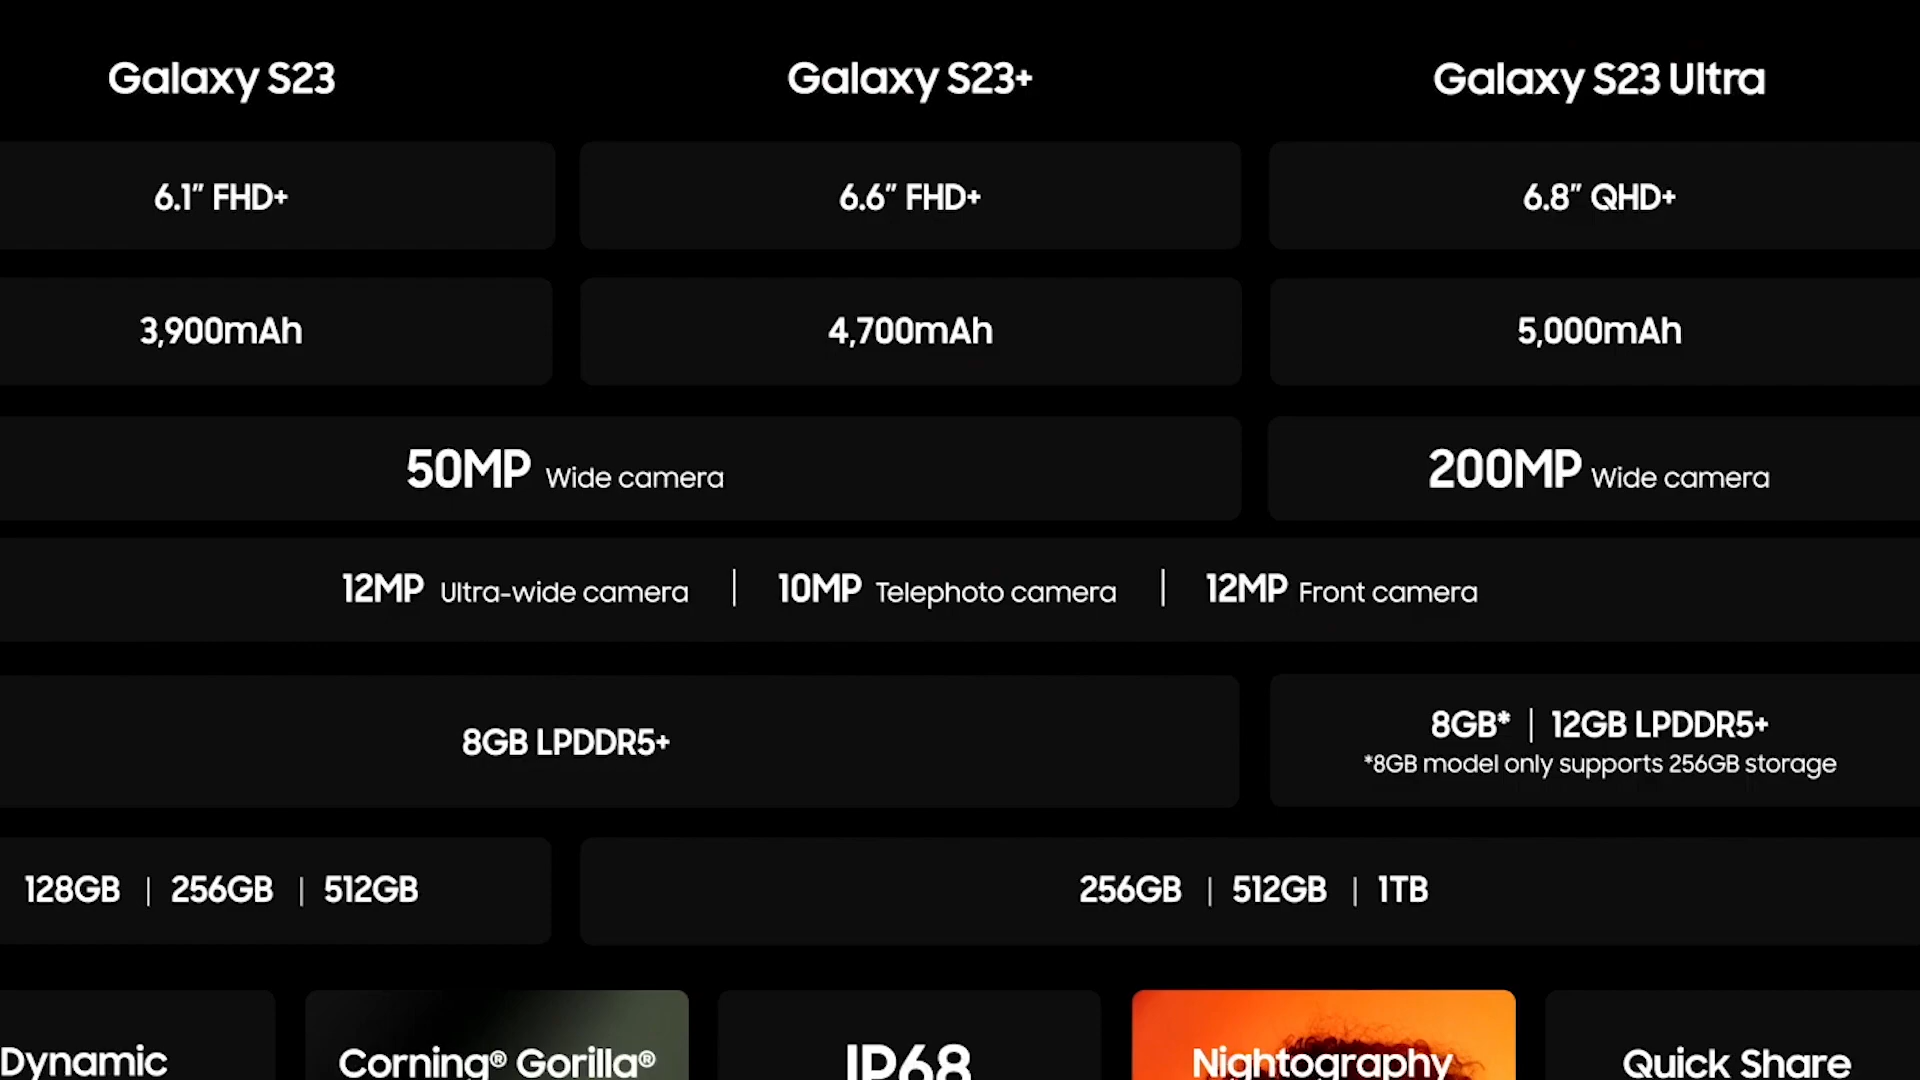 Galaxy S23
Galaxy S23+
Galaxy S23 Ultra
6.1” FHD+
6.6” FHD+
6.8” QHD+
3,900mAh
4,700mAh
5,000mAh
50MP Wide camera
200MP Wide camera
12MP Ultra-wide camera | 10MP Telephoto camera | 12MP Front camera
8GB LPDDR5+
8GB* | 12GB LPDDR5+
*8GB model only supports 256GB storage
128GB | 256GB | 512GB
256GB | 512GB | 1TB
Dynamic
Corning® Gorilla®
IP68
Nightography
Quick Share